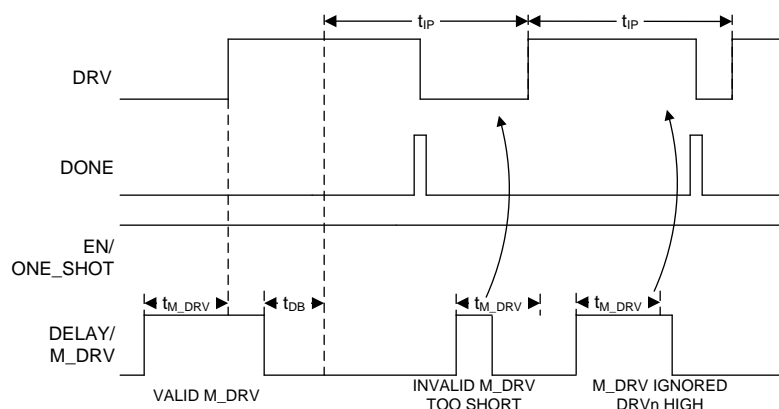 tIP
tIP
DRV
DONE
EN/
ONE_SHOT
tM_DRV
tDB
tM_DRV
tM_DRV
DELAY/
M_DRV
VALID M_DRV
INVALID M_DRV
TOO SHORT
M_DRV IGNORED
DRVn HIGH